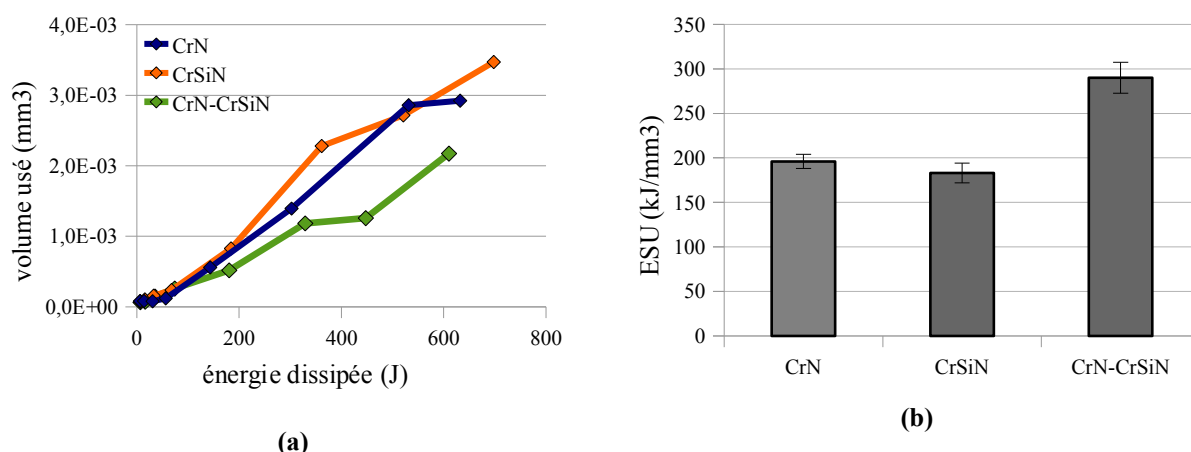 4,0E-03
3,0E-03
2,0E-03
1,0E-03
0,0E+00
volume usé (mm3)
CrN
CrSiN
CrN-CrSiN
0
200
400
600
800
énergie dissipée (J)
(a)
350
300
250
200
150
100
50
0
ESU (kJ/mm3)
CrN
CrSiN
CrN-CrSiN
(b)